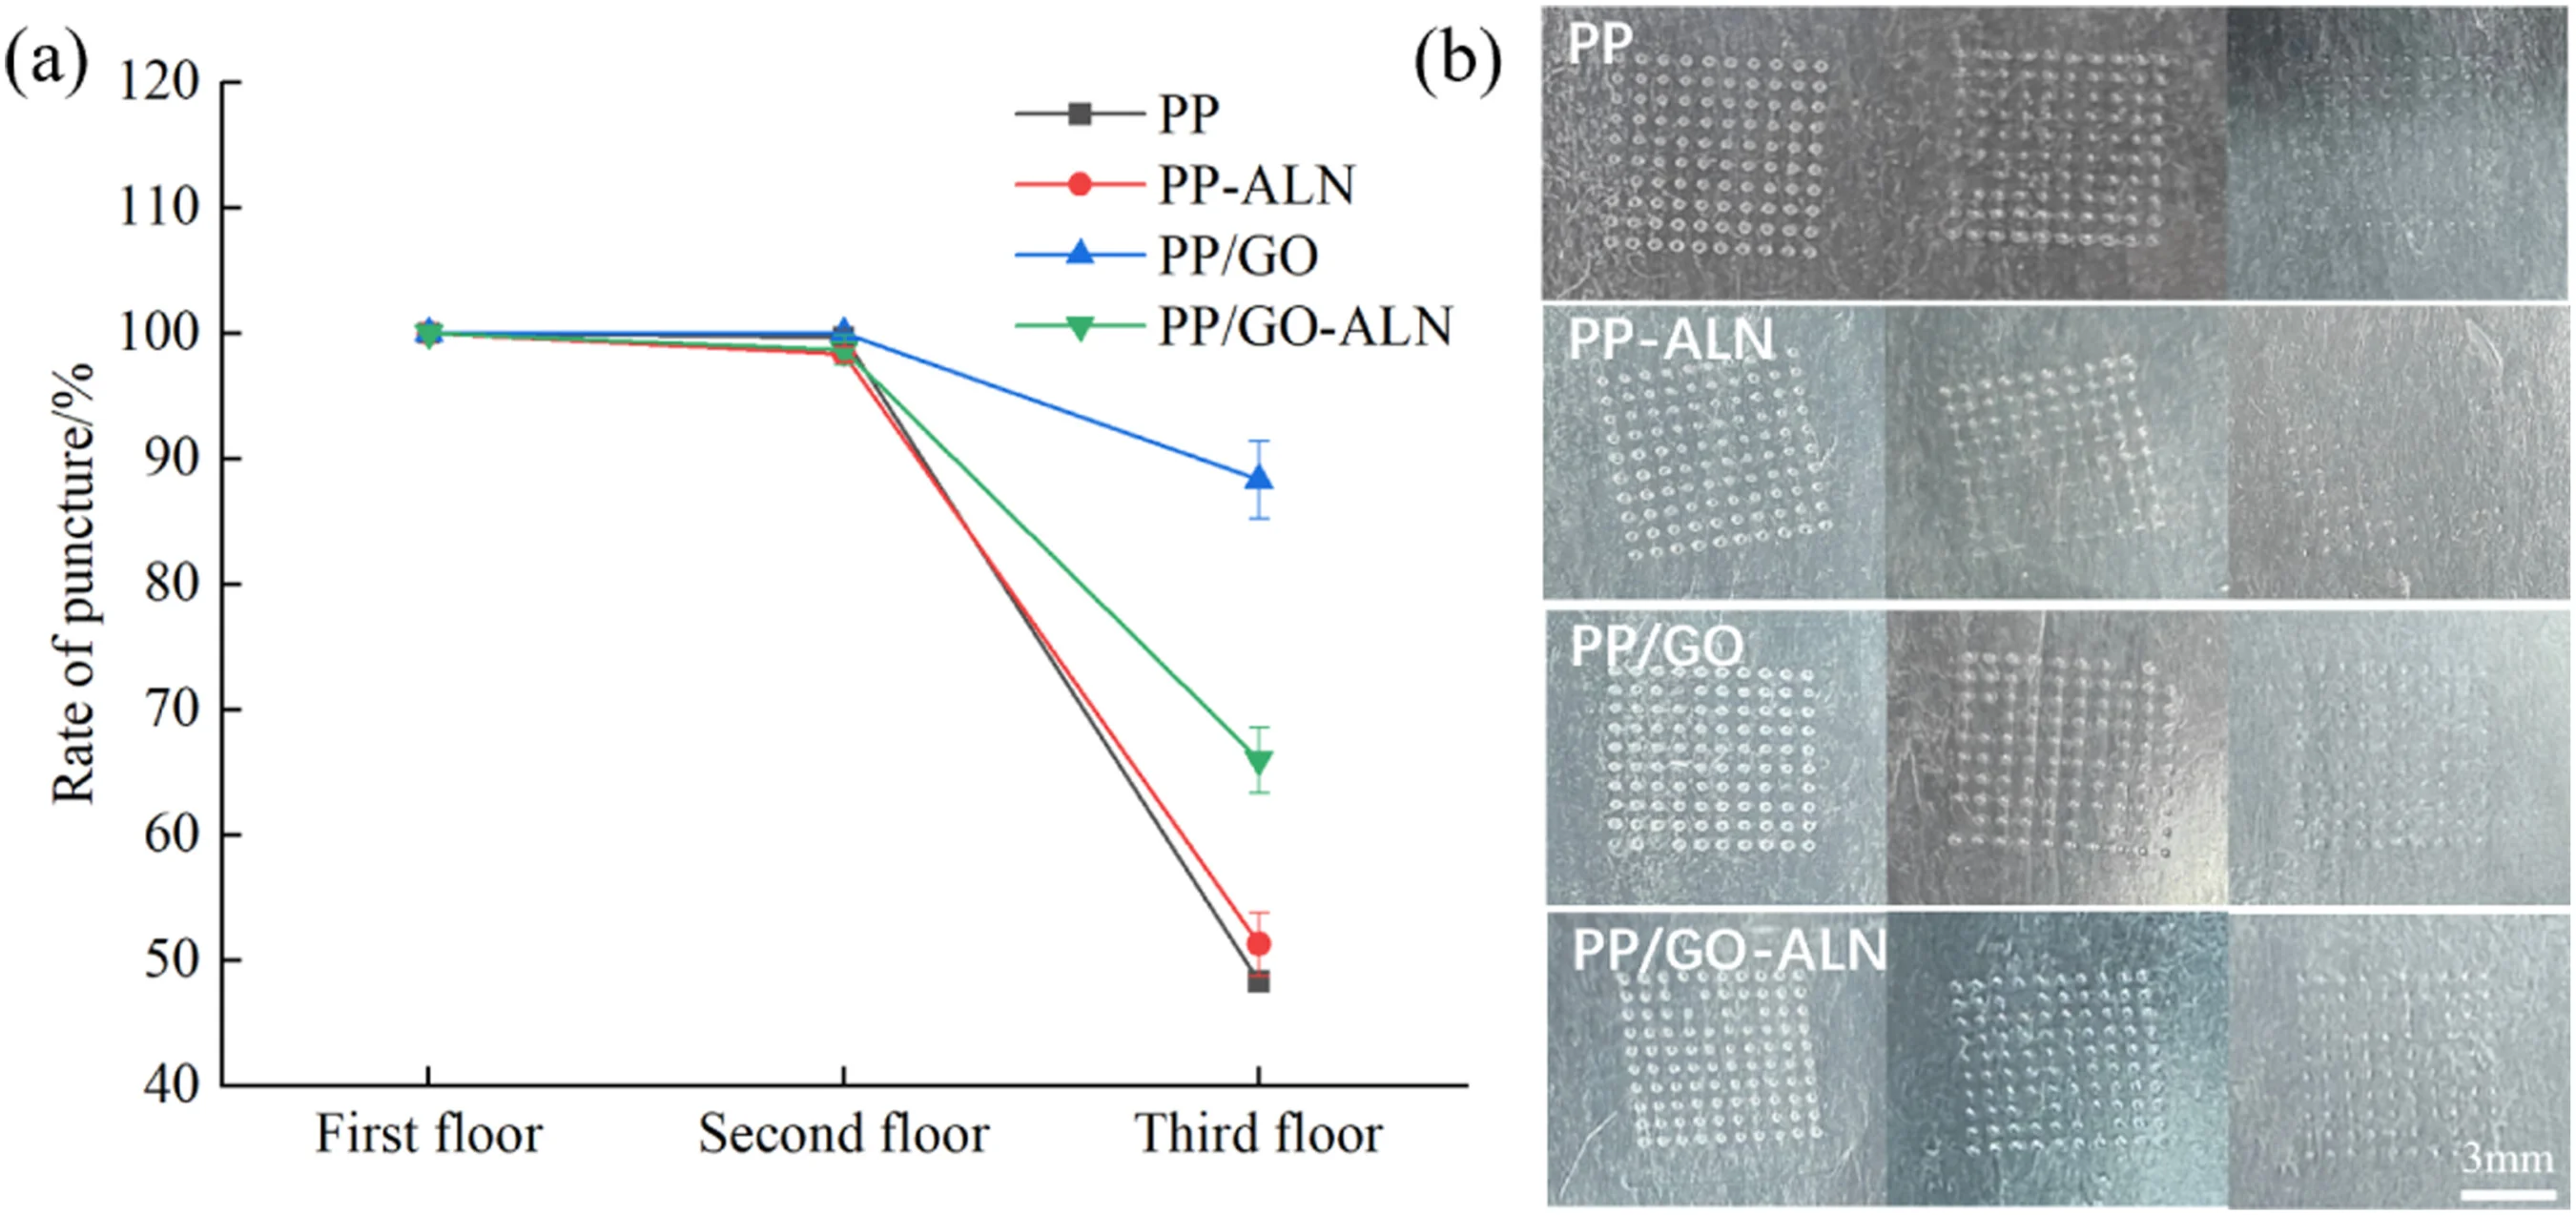 (a)
Rate of puncture/%
120
110
100
90
80
70
60
50
40
First floor
Second floor
Third floor
PP
PP-ALN
PP/GO
PP/GO-ALN
(b)
PP
PP-ALN
PP/GO
PP/GO-ALN
3mm